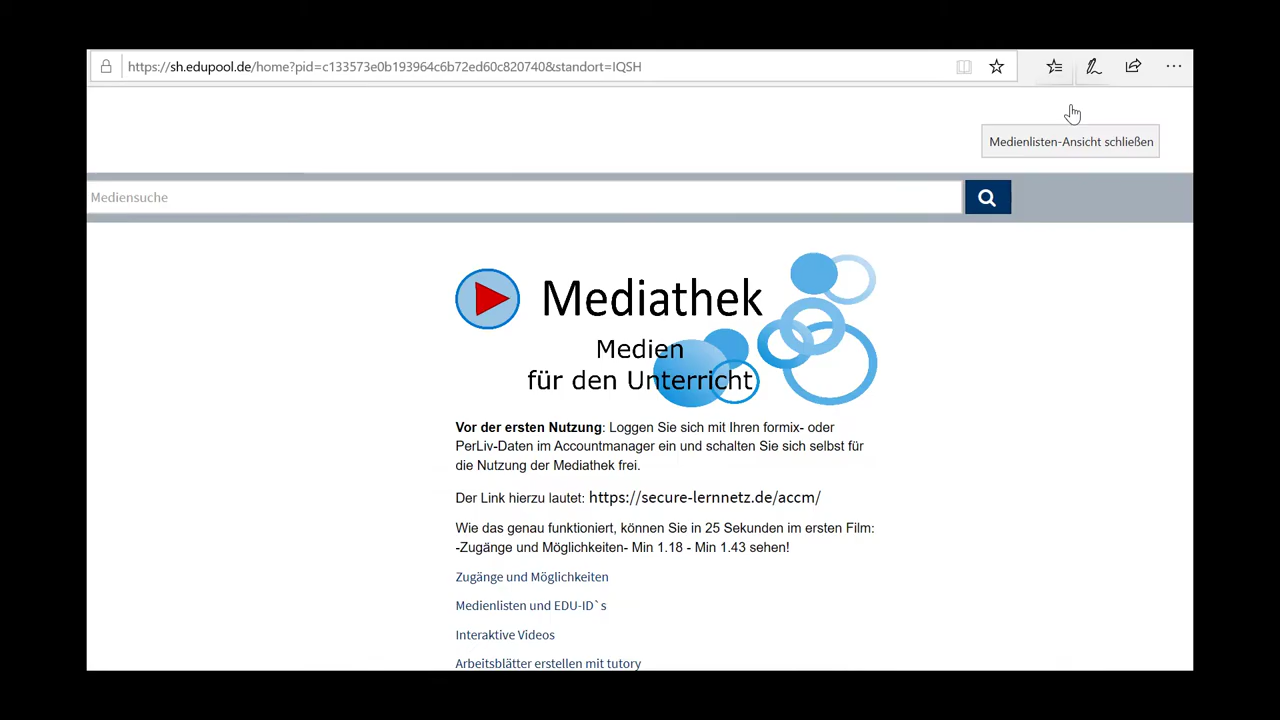 https://sh.edupool.de/home?pid=c133573e0b193964c6b72ed60c820740&standort=IQSH
Medienlisten-Ansicht schließen
Mediensuche
Mediathek
Medien
für den Unterricht
Vor der ersten Nutzung: Loggen Sie sich mit Ihren formix- oder
PerLiv-Daten im Accountmanager ein und schalten Sie sich selbst für
die Nutzung der Mediathek frei.
Der Link hierzu lautet: https://secure-lernnetz.de/accm/
Wie das genau funktioniert, können Sie in 25 Sekunden im ersten Film:
-Zugänge und Möglichkeiten- Min 1.18 - Min 1.43 sehen!
Zugänge und Möglichkeiten
Medienlisten und EDU-ID`s
Interaktive Videos
Arbeitsblätter erstellen mit tutory